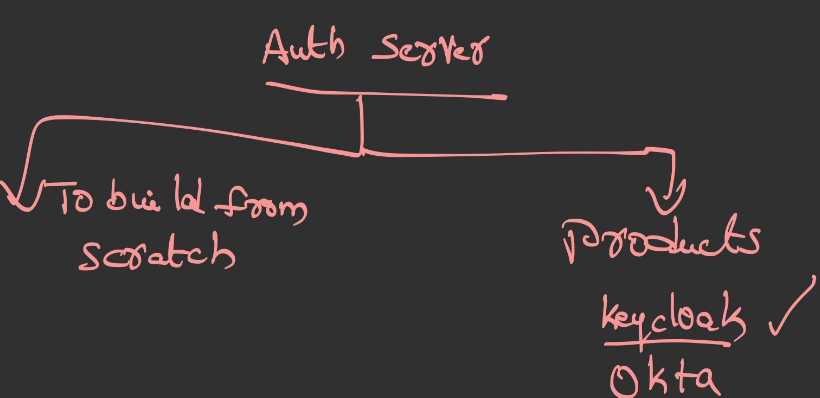 Auth Server
To build from
scratch
Products
Keycloak
Okta